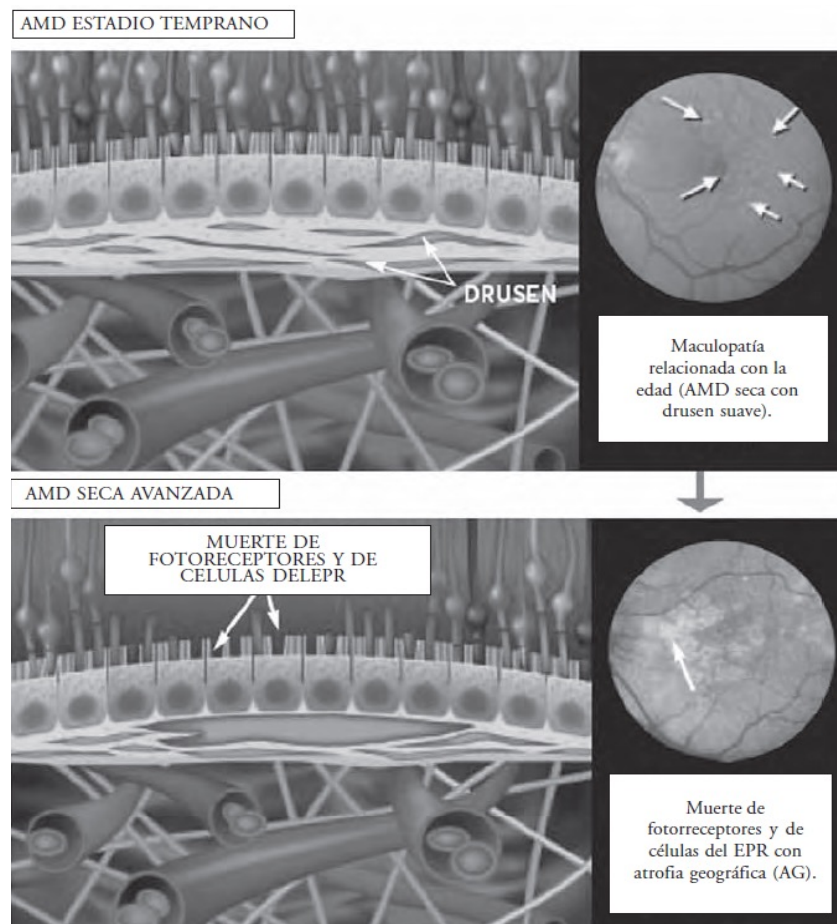 AMD ESTADIO TEMPRANO
DRUSEN
Maculopatía
relacionada con la
edad (AMD seca con
drusen suave).
AMD SECA AVANZADA
MUERTE DE
FOTORECEPTORES Y DE
CELULAS DELEPR
Muerte de
fotorreceptores y de
células del EPR con
atrofia geográfica (AG).